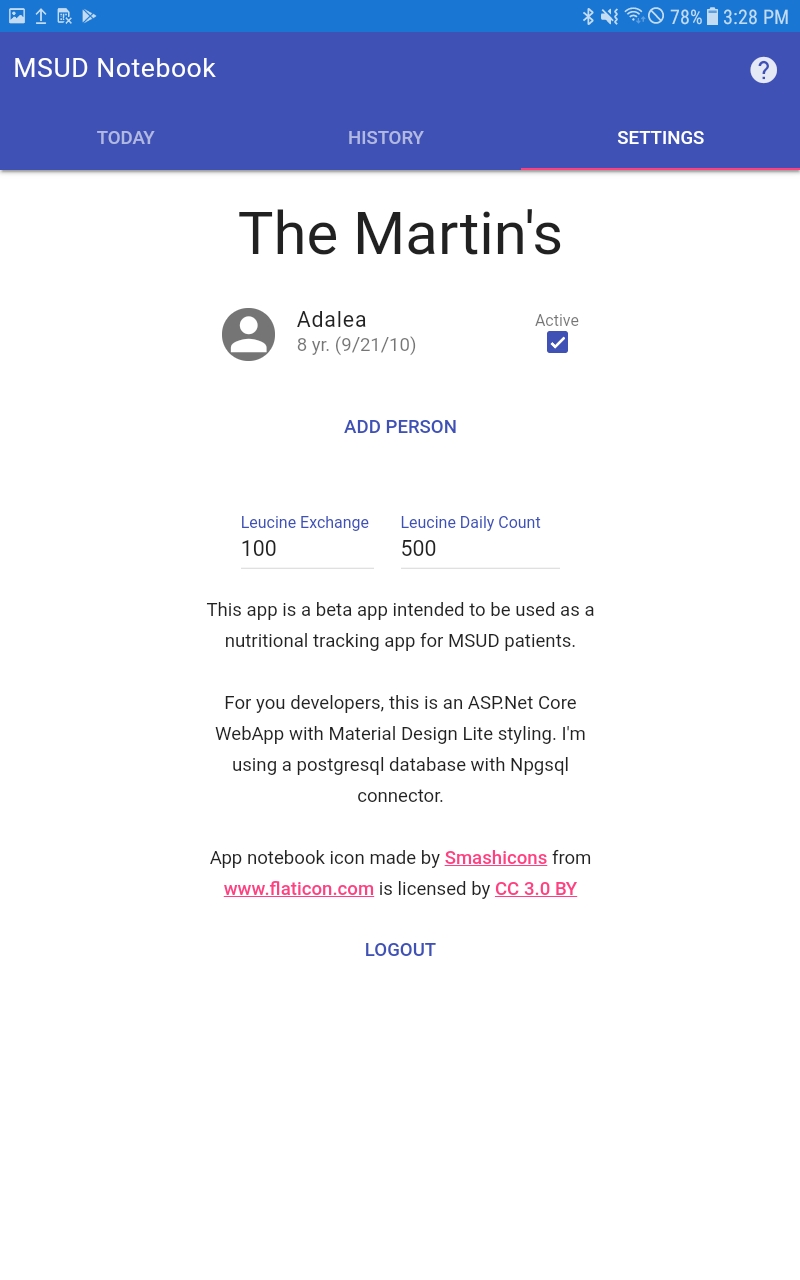 78% 3:28 PM
MSUD Notebook
TODAY HISTORY SETTINGS
The Martin's
Adalea
8 yr. (9/21/10)
Active
ADD PERSON
Leucine Exchange Leucine Daily Count
100 500
This app is a beta app intended to be used as a
nutritional tracking app for MSUD patients.
For you developers, this is an ASP.Net Core
WebApp with Material Design Lite styling. I'm
using a postgresql database with Npgsql
connector.
App notebook icon made by Smashicons from
www.flaticon.com is licensed by CC 3.0 BY
LOGOUT